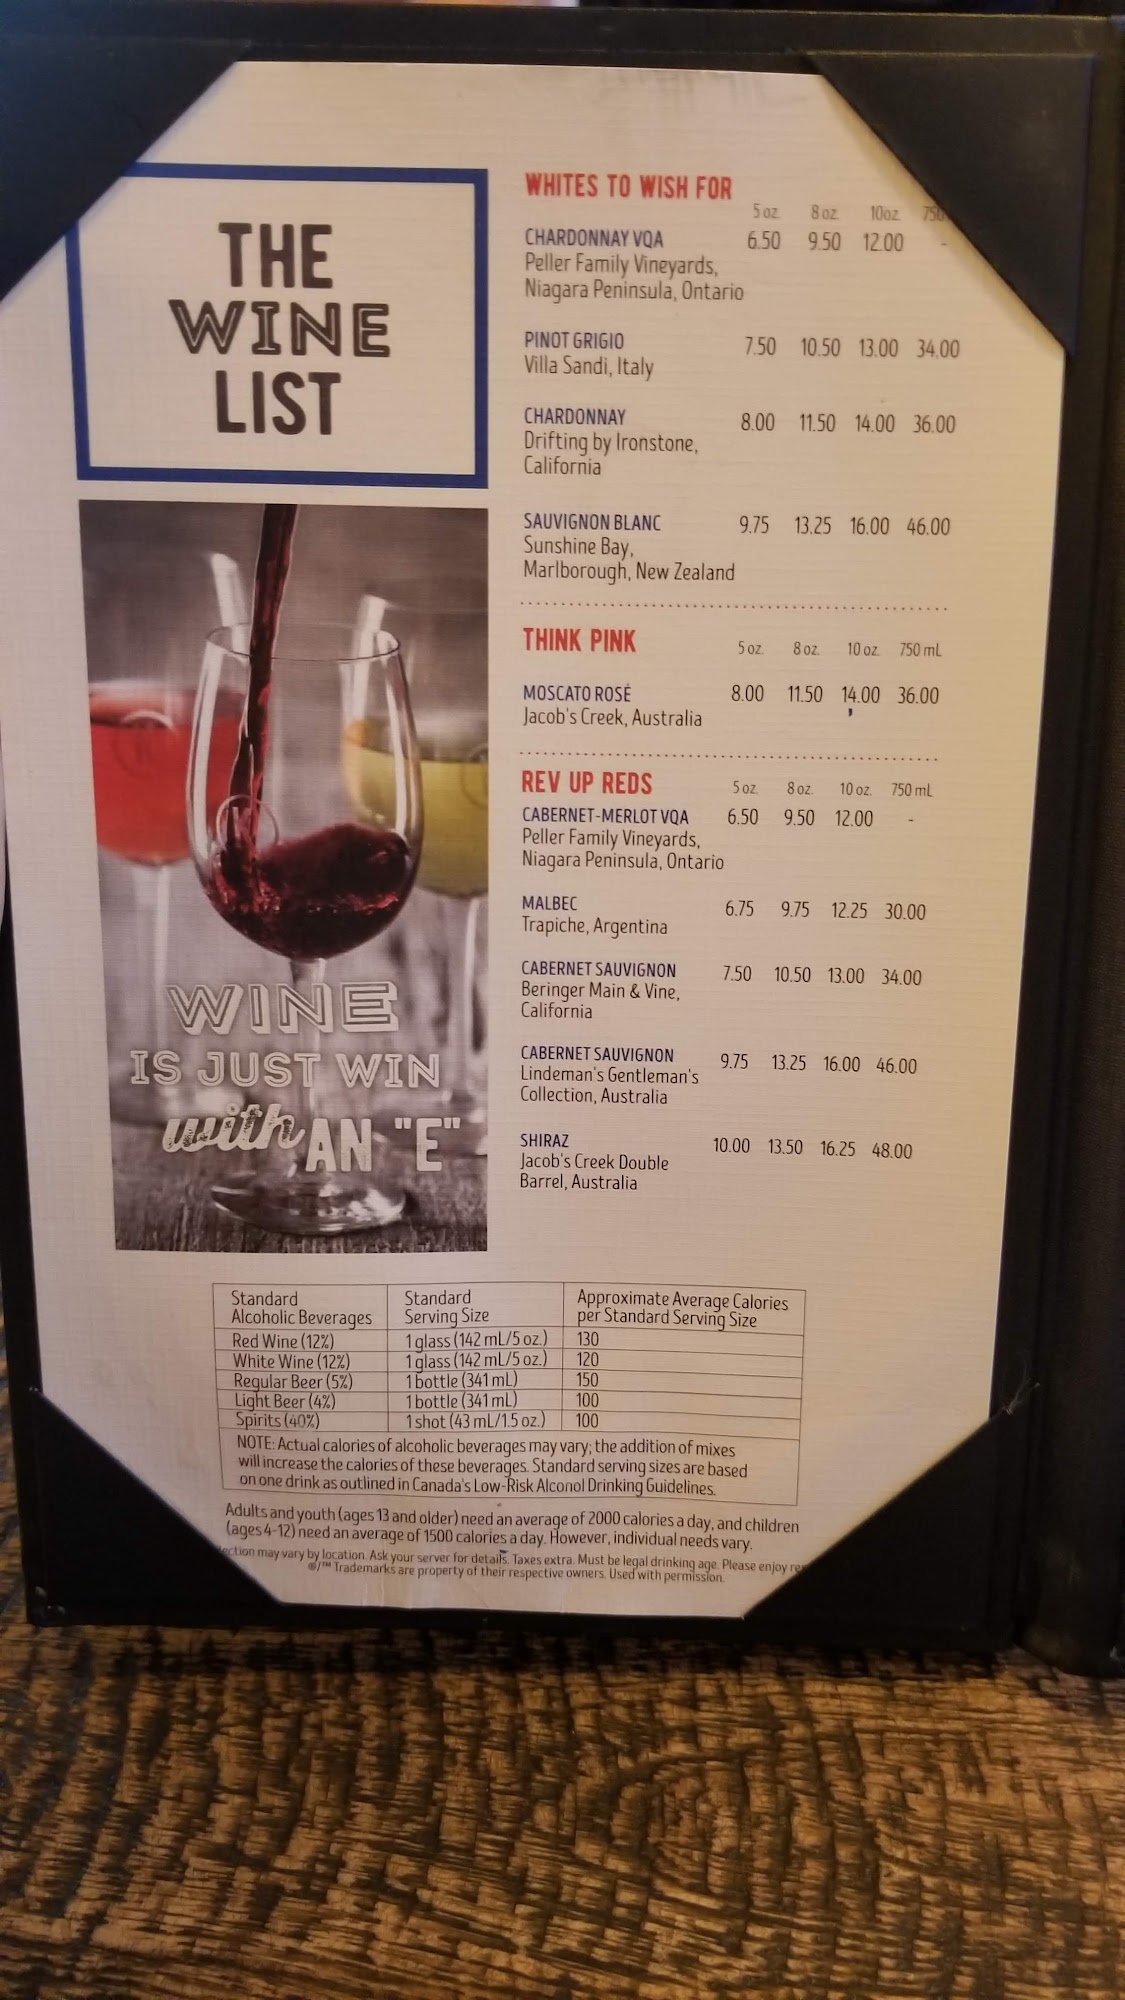 THE
WINE
LIST
WINE
IS JUST WIN
with AN "E"
WHITES TO WISH FOR
5 oz. 8 oz. 10oz. 750
CHARDONNAY VQA 6.50 9.50 12.00 -
Peller Family Vineyards,
Niagara Peninsula, Ontario
PINOT GRIGIO 7.50 10.50 13.00 34.00
Villa Sandi, Italy
CHARDONNAY 8.00 11.50 14.00 36.00
Drifting by Ironstone,
California
SAUVIGNON BLANC 9.75 13.25 16.00 46.00
Sunshine Bay,
Marlborough, New Zealand
THINK PINK 5 oz. 8 oz. 10 oz. 750 mL
MOSCATO ROSÉ 8.00 11.50 14.00 36.00
Jacob's Creek, Australia
REV UP REDS 5 oz. 8 oz. 10 oz. 750 mL
CABERNET-MERLOT VQA 6.50 9.50 12.00 -
Peller Family Vineyards,
Niagara Peninsula, Ontario
MALBEC 6.75 9.75 12.25 30.00
Trapiche, Argentina
CABERNET SAUVIGNON 7.50 10.50 13.00 34.00
Beringer Main & Vine,
California
CABERNET SAUVIGNON 9.75 13.25 16.00 46.00
Lindeman's Gentleman's
Collection, Australia
SHIRAZ 10.00 13.50 16.25 48.00
Jacob's Creek Double
Barrel, Australia
Standard Standard Approximate Average Calories
Alcoholic Beverages Serving Size per Standard Serving Size
Red Wine (12%) 1 glass (142 mL/5 oz.) 130
White Wine (12%) 1 glass (142 mL/5 oz.) 120
Regular Beer (5%) 1 bottle (341 mL) 150
Light Beer (4%) 1 bottle (341 mL) 100
Spirits (40%) 1 shot (43 mL/1.5 oz.) 100
NOTE: Actual calories of alcoholic beverages may vary; the addition of mixes
will increase the calories of these beverages. Standard serving sizes are based
on one drink as outlined in Canada's Low-Risk Alconol Drinking Guidelines.
Adults and youth (ages 13 and older) need an average of 2000 calories a day, and children
(ages 4-12) need an average of 1500 calories a day. However, individual needs vary.
may vary by location. Ask your server for details. Taxes extra. Must be legal drinking age. Please enjoy
®/™ Trademarks are property of their respective owners. Used with permission.